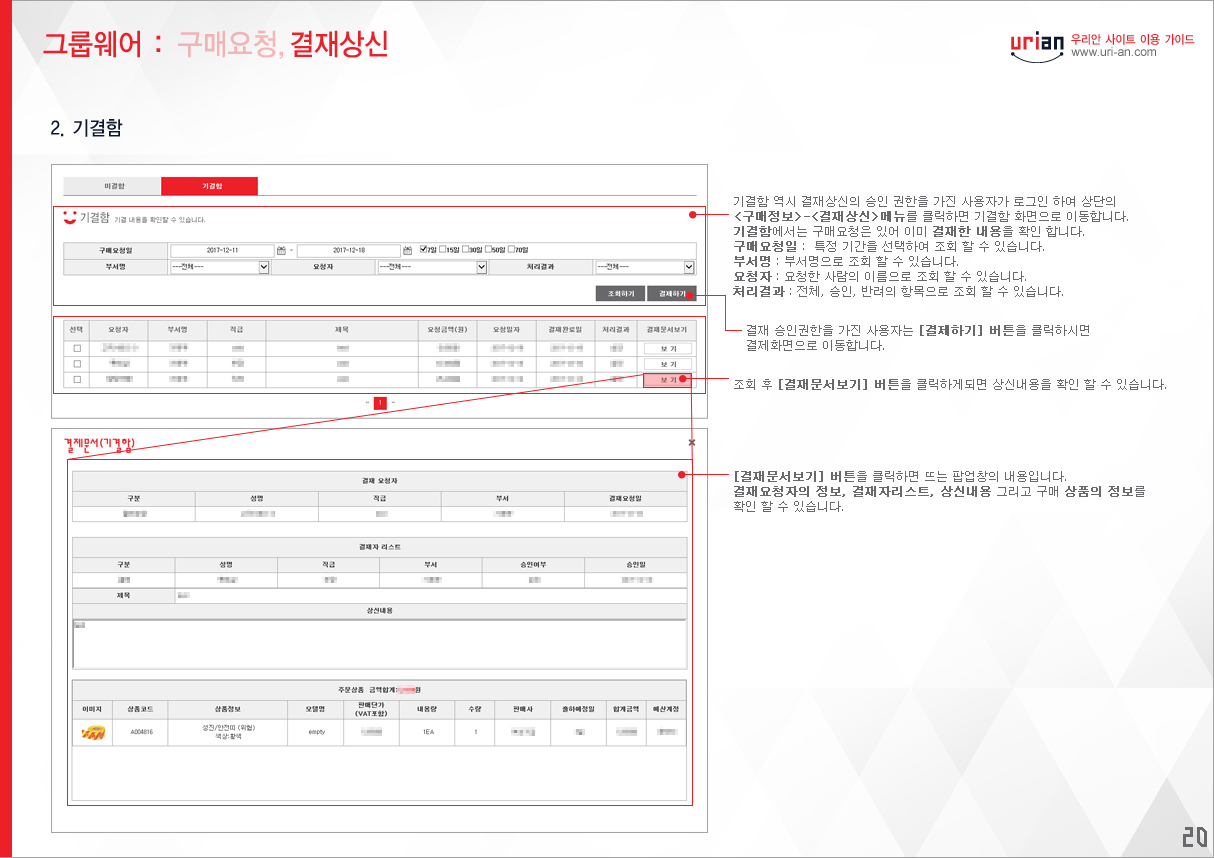 그룹웨어 : 구매요청, 결재상신
urian 우리안 사이트 이용 가이드
www.uri-an.com
2. 기결함
미결함 기결함
기결함 기결 내용을 확인할 수 있습니다.
구매요청일 2017-12-11 - 2017-12-18 7일 15일 30일 50일 70일
부서명 ---전체--- 요청자 ---전체--- 처리결과 ---전체---
조회하기 결제하기
선택 요청자 부서명 직급 제목 요청금액(원) 요청일자 결재완료일 처리결과 결재문서보기
보 기
보 기
보 기
1
기결함 역시 결재상신의 승인 권한을 가진 사용자가 로그인 하여 상단의
<구매정보>-<결재상신>메뉴를 클릭하면 기결함 화면으로 이동합니다.
기결함에서는 구매요청은 있어 이미 결재한 내용을 확인 합니다.
구매요청일 : 특정 기간을 선택하여 조회 할 수 있습니다.
부서명 : 부서명으로 조회 할 수 있습니다.
요청자 : 요청한 사람의 이름으로 조회 할 수 있습니다.
처리결과 : 전체, 승인, 반려의 항목으로 조회 할 수 있습니다.
결재 승인권한을 가진 사용자는 [결제하기] 버튼을 클릭하시면
결제화면으로 이동합니다.
조회 후 [결재문서보기] 버튼을 클릭하게되면 상신내용을 확인 할 수 있습니다.
결제문서(기결함) ×
결재 요청자
구분 성명 직급 부서 결재요청일
결재자 리스트
구분 성명 직급 부서 승인여부 승인일
제목
상신내용
주문상품 금액합계: 원
이미지 상품코드 상품정보 모델명 판매단가 (VAT포함) 내용량 수량 판매사 출하예정일 합계금액 예산계정
A004816 성진/안전띠 (위험) empty 1EA 1
색상:황색
[결재문서보기] 버튼을 클릭하면 뜨는 팝업창의 내용입니다.
결재요청자의 정보, 결재자리스트, 상신내용 그리고 구매 상품의 정보를
확인 할 수 있습니다.
20